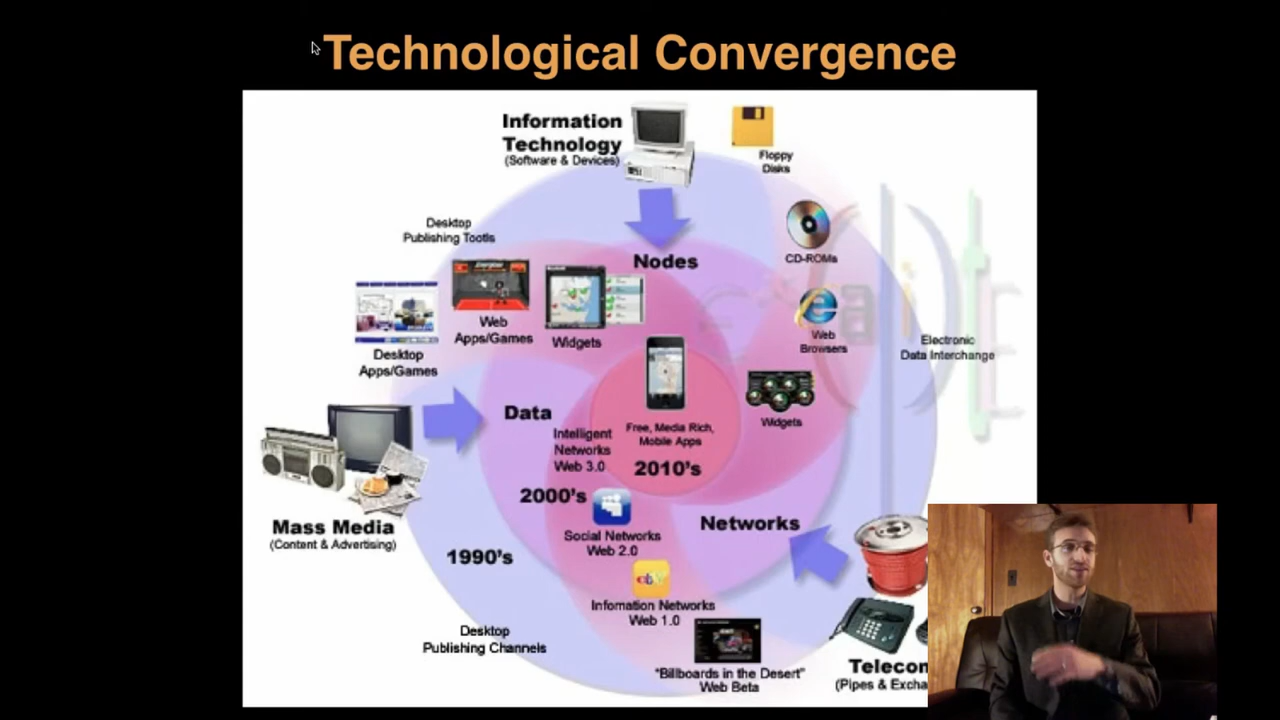 Technological Convergence
Information
Technology
(Software & Devices)
Floppy
Disks
Desktop
Publishing Tootls
CD-ROMs
Nodes
Web
Apps/Games
Widgets
Web
Browsers
Electronic
Data Interchange
Desktop
Apps/Games
Widgets
Data
Intelligent
Networks
Web 3.0
Free, Media Rich,
Mobile Apps
2010's
2000's
Social Networks
Web 2.0
Networks
Mass Media
(Content & Advertising)
1990's
Infomation Networks
Web 1.0
Desktop
Publishing Channels
"Billboards in the Desert"
Web Beta
Telecon
(Pipes & Excha